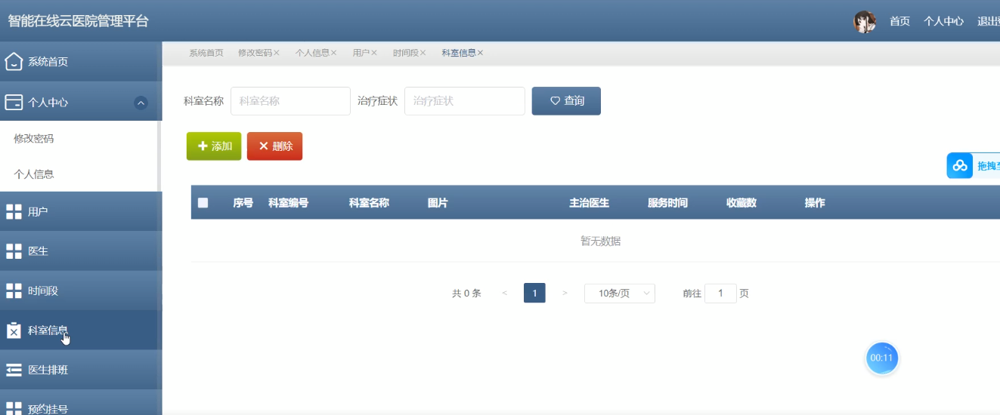 智能在线云医院管理平台
首页 个人中心 退出
系统首页
个人中心
修改密码
个人信息
用户
医生
时间段
科室信息
医生排班
预约挂号
系统首页 修改密码× 个人信息× 用户× 时间段× 科室信息×
科室名称 科室名称 治疗症状 治疗症状 查询
添加 删除
拖拽
序号 科室编号 科室名称 图片 主治医生 服务时间 收藏数 操作
暂无数据
共 0 条 < 1 > 10条/页 前往 1 页
00:11